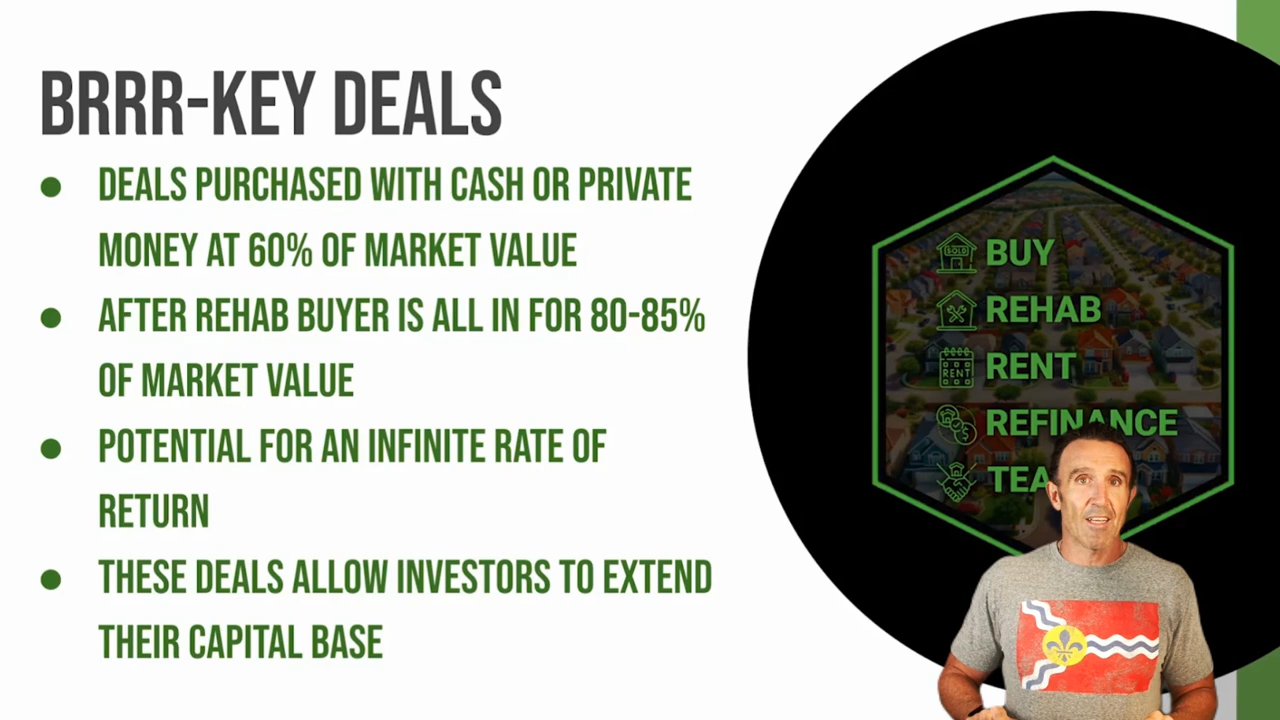 BRRR-KEY DEALS
DEALS PURCHASED WITH CASH OR PRIVATE
MONEY AT 60% OF MARKET VALUE
AFTER REHAB BUYER IS ALL IN FOR 80-85%
OF MARKET VALUE
POTENTIAL FOR AN INFINITE RATE OF
RETURN
THESE DEALS ALLOW INVESTORS TO EXTEND
THEIR CAPITAL BASE
SOLD
BUY
REHAB
RENT
RENT
REFINANCE